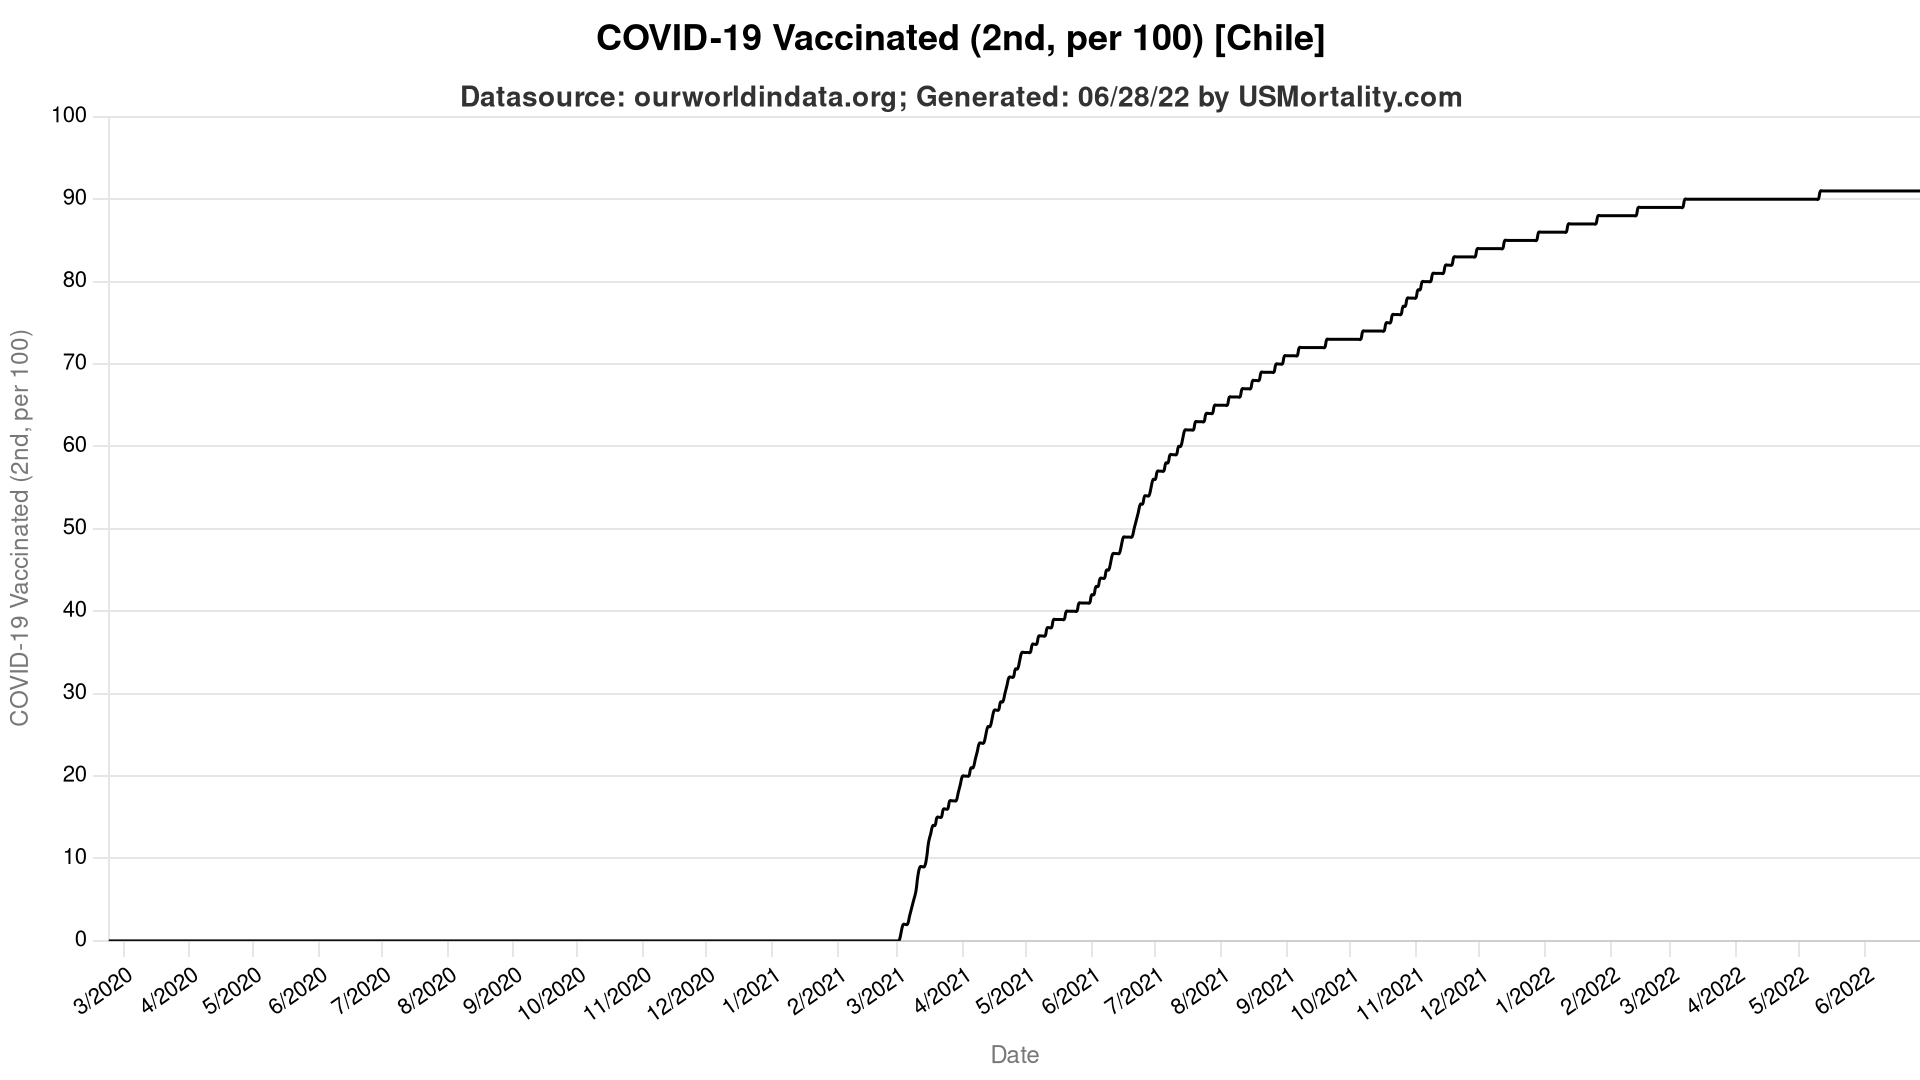 COVID-19 Vaccinated (2nd, per 100) [Chile]
Datasource: ourworldindata.org; Generated: 06/28/22 by USMortality.com
COVID-19 Vaccinated (2nd, per 100)
100
90
80
70
60
50
40
30
20
10
0
3/2020 4/2020 5/2020 6/2020 7/2020 8/2020 9/2020 10/2020 11/2020 12/2020 1/2021 2/2021 3/2021 4/2021 5/2021 6/2021 7/2021 8/2021 9/2021 10/2021 11/2021 12/2021 1/2022 2/2022 3/2022 4/2022 5/2022 6/2022
Date